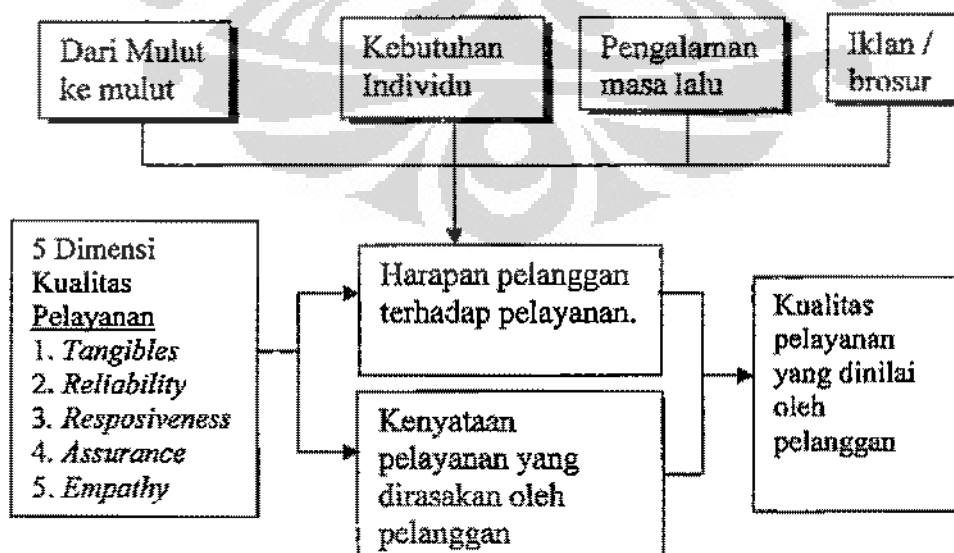 Dari Mulut
ke mulut
Kebutuhan
Individu
Pengalaman
masa lalu
Iklan /
brosur
5 Dimensi
Kualitas
Pelayanan
1. Tangibles
2. Reliability
3. Resposiveness
4. Assurance
5. Empathy
Harapan pelanggan
terhadap pelayanan.
Kenyataan
pelayanan yang
dirasakan oleh
pelanggan
Kualitas
pelayanan
yang dinilai
oleh
pelanggan